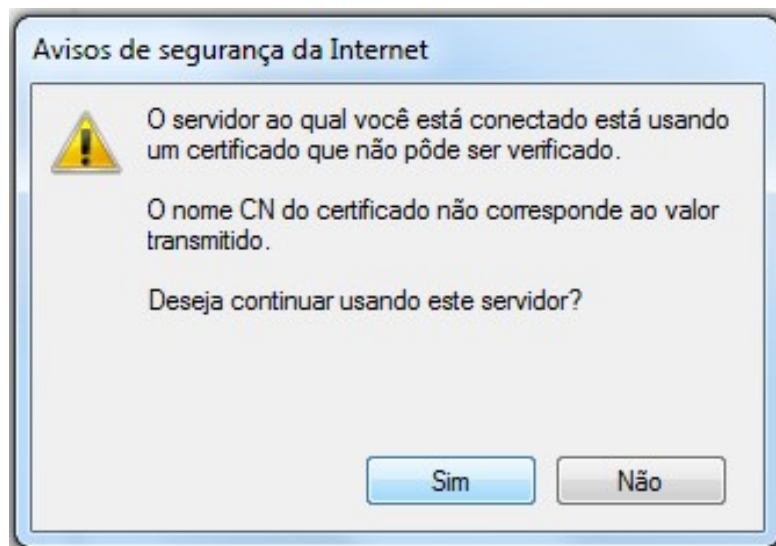 Avisos de segurança da Internet
O servidor ao qual você está conectado está usando
um certificado que não pôde ser verificado.
O nome CN do certificado não corresponde ao valor
transmitido.
Deseja continuar usando este servidor?
Sim
Não